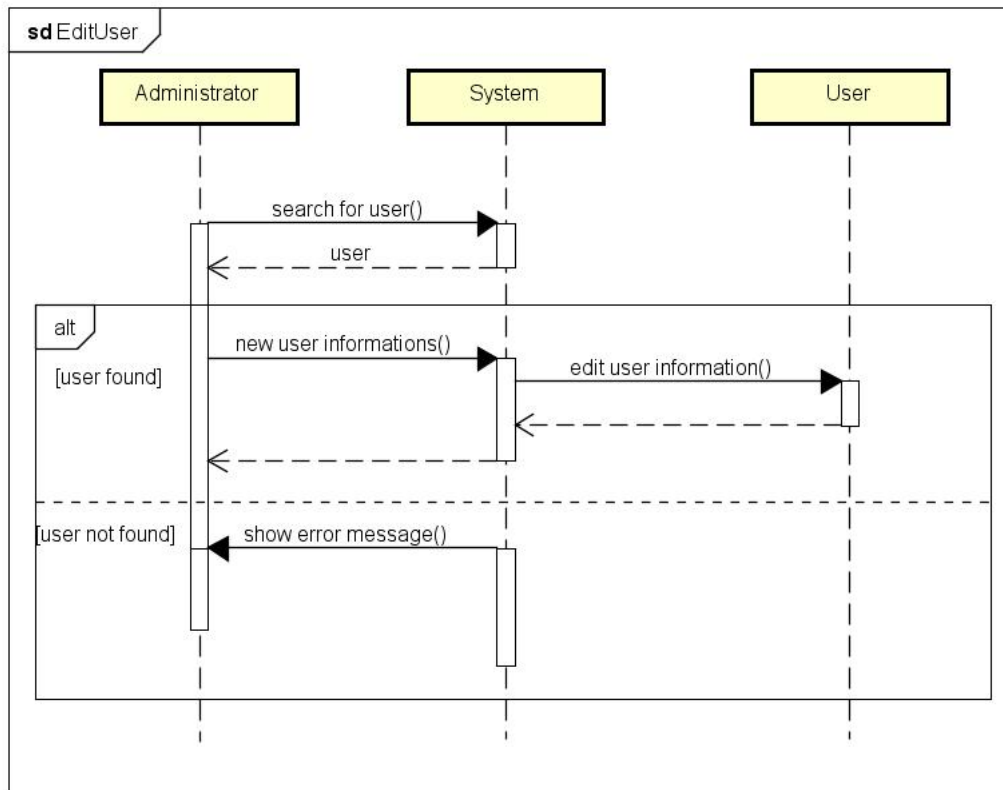 sd EditUser
Administrator
System
User
search for user()
user
alt
new user informations()
[user found]
edit user information()
[user not found]
show error message()